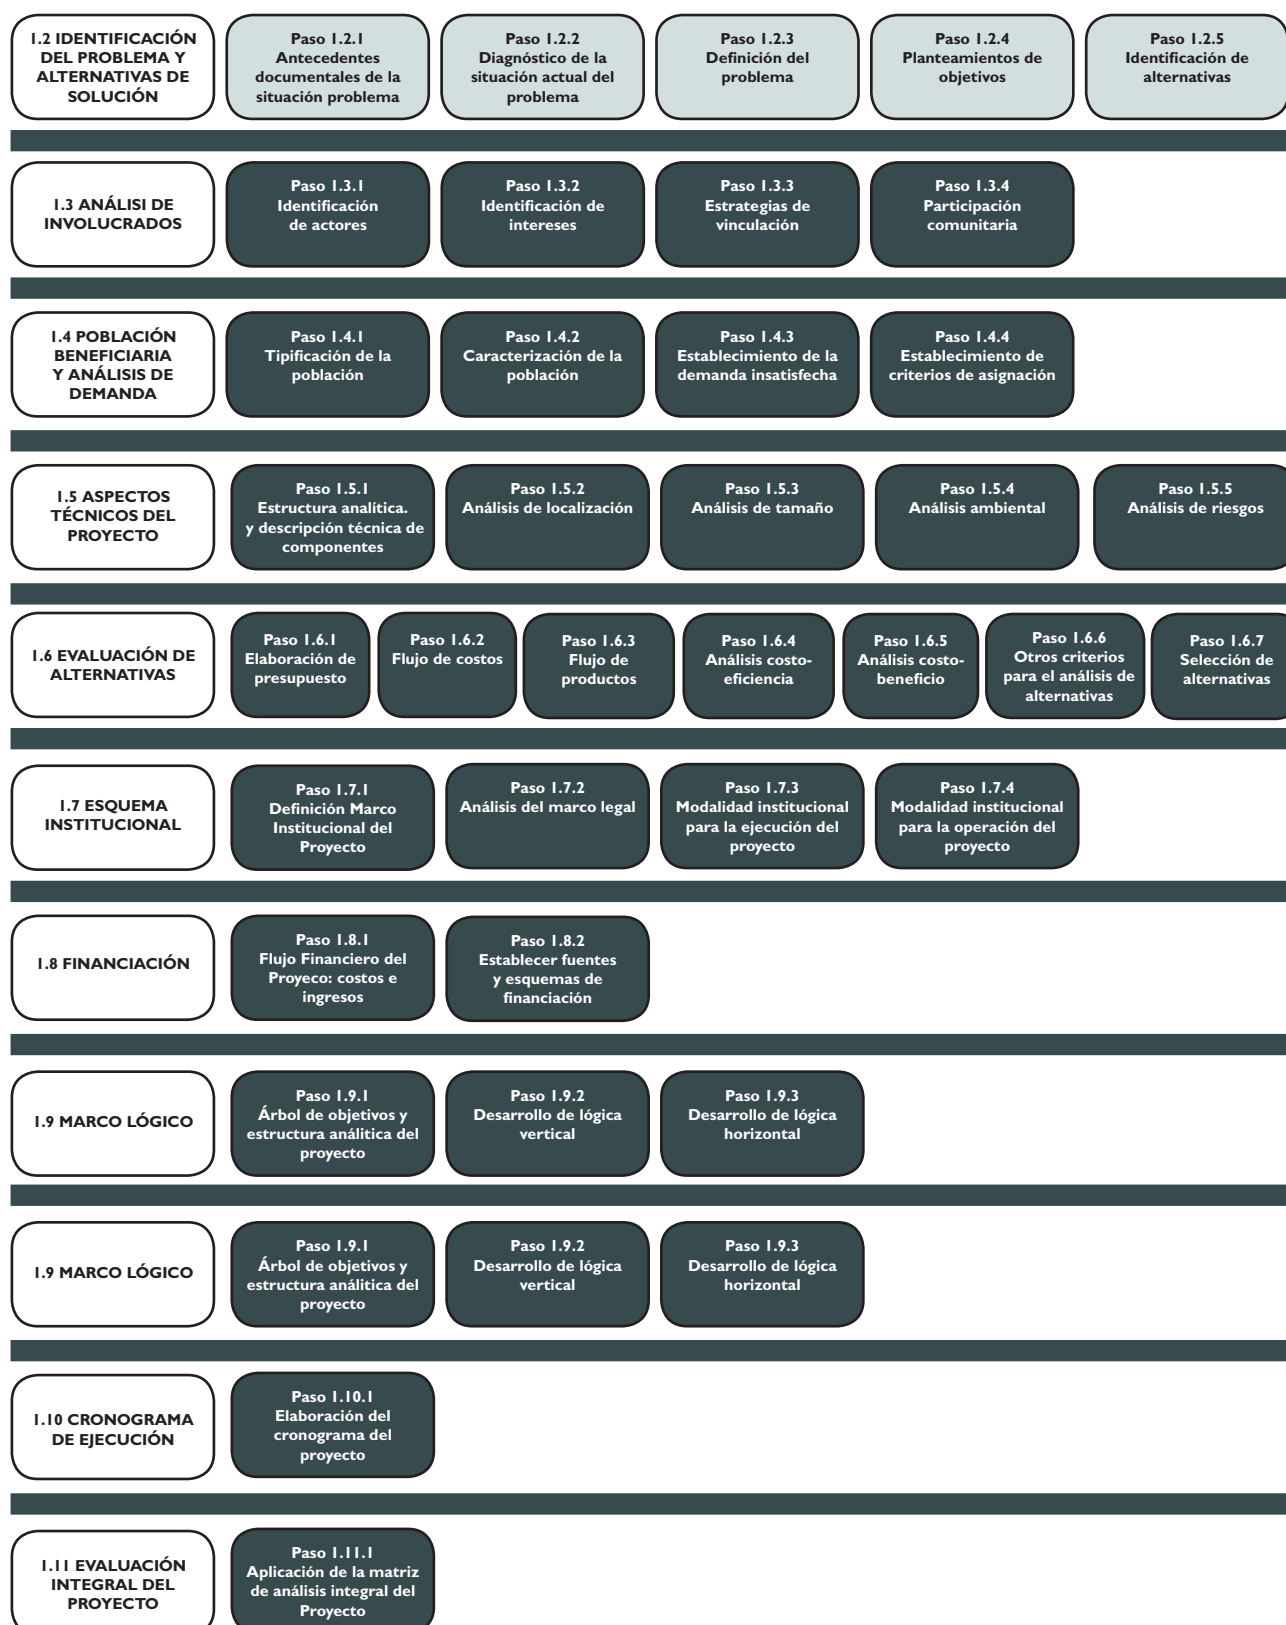 1.2 IDENTIFICACIÓN
DEL PROBLEMA Y
ALTERNATIVAS DE
SOLUCIÓN
Paso 1.2.1
Antecedentes
documentales de la
situación problema
Paso 1.2.2
Diagnóstico de la
situación actual del
problema
Paso 1.2.3
Definición del
problema
Paso 1.2.4
Planteamientos de
objetivos
Paso 1.2.5
Identificación de
alternativas
1.3 ANÁLISI DE
INVOLUCRADOS
Paso 1.3.1
Identificación
de actores
Paso 1.3.2
Identificación de
intereses
Paso 1.3.3
Estrategias de
vinculación
Paso 1.3.4
Participación
comunitaria
1.4 POBLACIÓN
BENEFICIARIA
Y ANÁLISIS DE
DEMANDA
Paso 1.4.1
Tipificación de la
población
Paso 1.4.2
Caracterización de la
población
Paso 1.4.3
Establecimiento de la
demanda insatisfecha
Paso 1.4.4
Establecimiento de
criterios de asignación
1.5 ASPECTOS
TÉCNICOS DEL
PROYECTO
Paso 1.5.1
Estructura analítica.
y descripción técnica de
componentes
Paso 1.5.2
Análisis de localización
Paso 1.5.3
Análisis de tamaño
Paso 1.5.4
Análisis ambiental
Paso 1.5.5
Análisis de riesgos
1.6 EVALUACIÓN DE
ALTERNATIVAS
Paso 1.6.1
Elaboración de
presupuesto
Paso 1.6.2
Flujo de costos
Paso 1.6.3
Flujo de
productos
Paso 1.6.4
Análisis costo-
eficiencia
Paso 1.6.5
Análisis costo-
beneficio
Paso 1.6.6
Otros criterios
para el análisis de
alternativas
Paso 1.6.7
Selección de
alternativas
1.7 ESQUEMA
INSTITUCIONAL
Paso 1.7.1
Definición Marco
Institucional del
Proyecto
Paso 1.7.2
Análisis del marco legal
Paso 1.7.3
Modalidad institucional
para la ejecución del
proyecto
Paso 1.7.4
Modalidad institucional
para la operación del
proyecto
1.8 FINANCIACIÓN
Paso 1.8.1
Flujo Financiero del
Proyeco: costos e
ingresos
Paso 1.8.2
Establecer fuentes
y esquemas de
financiación
1.9 MARCO LÓGICO
Paso 1.9.1
Árbol de objetivos y
estructura análitica del
proyecto
Paso 1.9.2
Desarrollo de lógica
vertical
Paso 1.9.3
Desarrollo de lógica
horizontal
1.9 MARCO LÓGICO
Paso 1.9.1
Árbol de objetivos y
estructura análitica del
proyecto
Paso 1.9.2
Desarrollo de lógica
vertical
Paso 1.9.3
Desarrollo de lógica
horizontal
1.10 CRONOGRAMA
DE EJECUCIÓN
Paso 1.10.1
Elaboración del
cronograma del
proyecto
1.11 EVALUACIÓN
INTEGRAL DEL
PROYECTO
Paso 1.11.1
Aplicación de la matriz
de análisis integral del
Proyecto